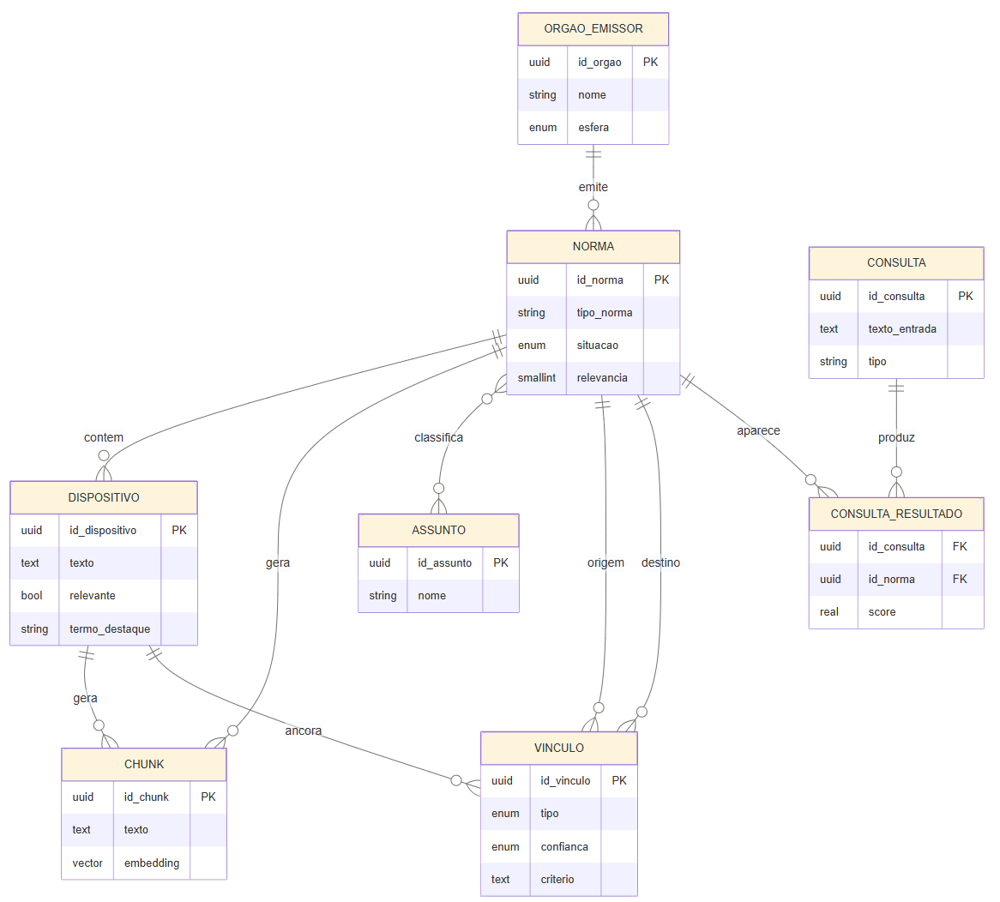 ORGAO_EMISSOR
uuid id_orgao PK
string nome
enum esfera
emite
NORMA
uuid id_norma PK
string tipo_norma
enum situacao
smallint relevancia
CONSULTA
uuid id_consulta PK
text texto_entrada
string tipo
contem
classifica
aparece
produz
DISPOSITIVO
uuid id_dispositivo PK
text texto
bool relevante
string termo_destaque
gera
ASSUNTO
uuid id_assunto PK
string nome
origem
destino
CONSULTA_RESULTADO
uuid id_consulta FK
uuid id_norma FK
real score
gera
ancora
CHUNK
uuid id_chunk PK
text texto
vector embedding
VINCULO
uuid id_vinculo PK
enum tipo
enum confianca
text criterio